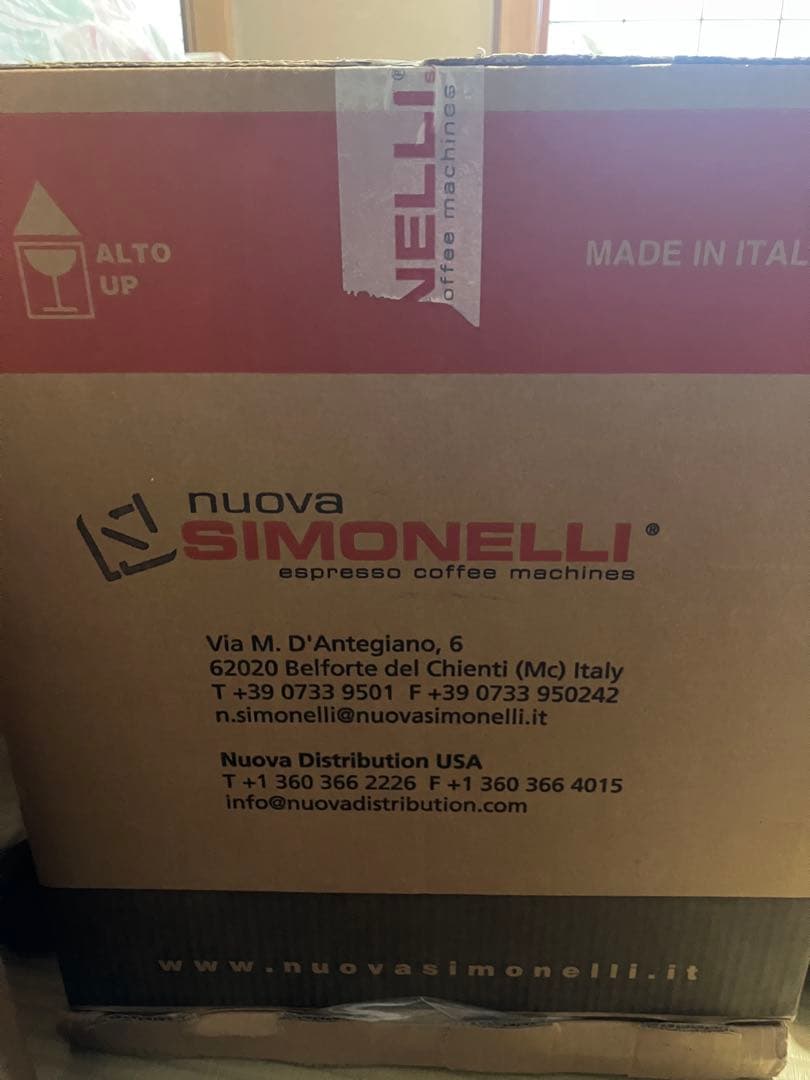 NELLI®
offee machines
ALTO
UP
MADE IN ITAL
nuova
SIMONELLI®
espresso coffee machines
Via M. D'Antegiano, 6
62020 Belforte del Chienti (Mc) Italy
T +39 0733 9501 F +39 0733 950242
n.simonelli@nuovasimonelli.it
Nuova Distribution USA
T +1 360 366 2226 F +1 360 366 4015
info@nuovadistribution.com
www.nuovasimonelli.it